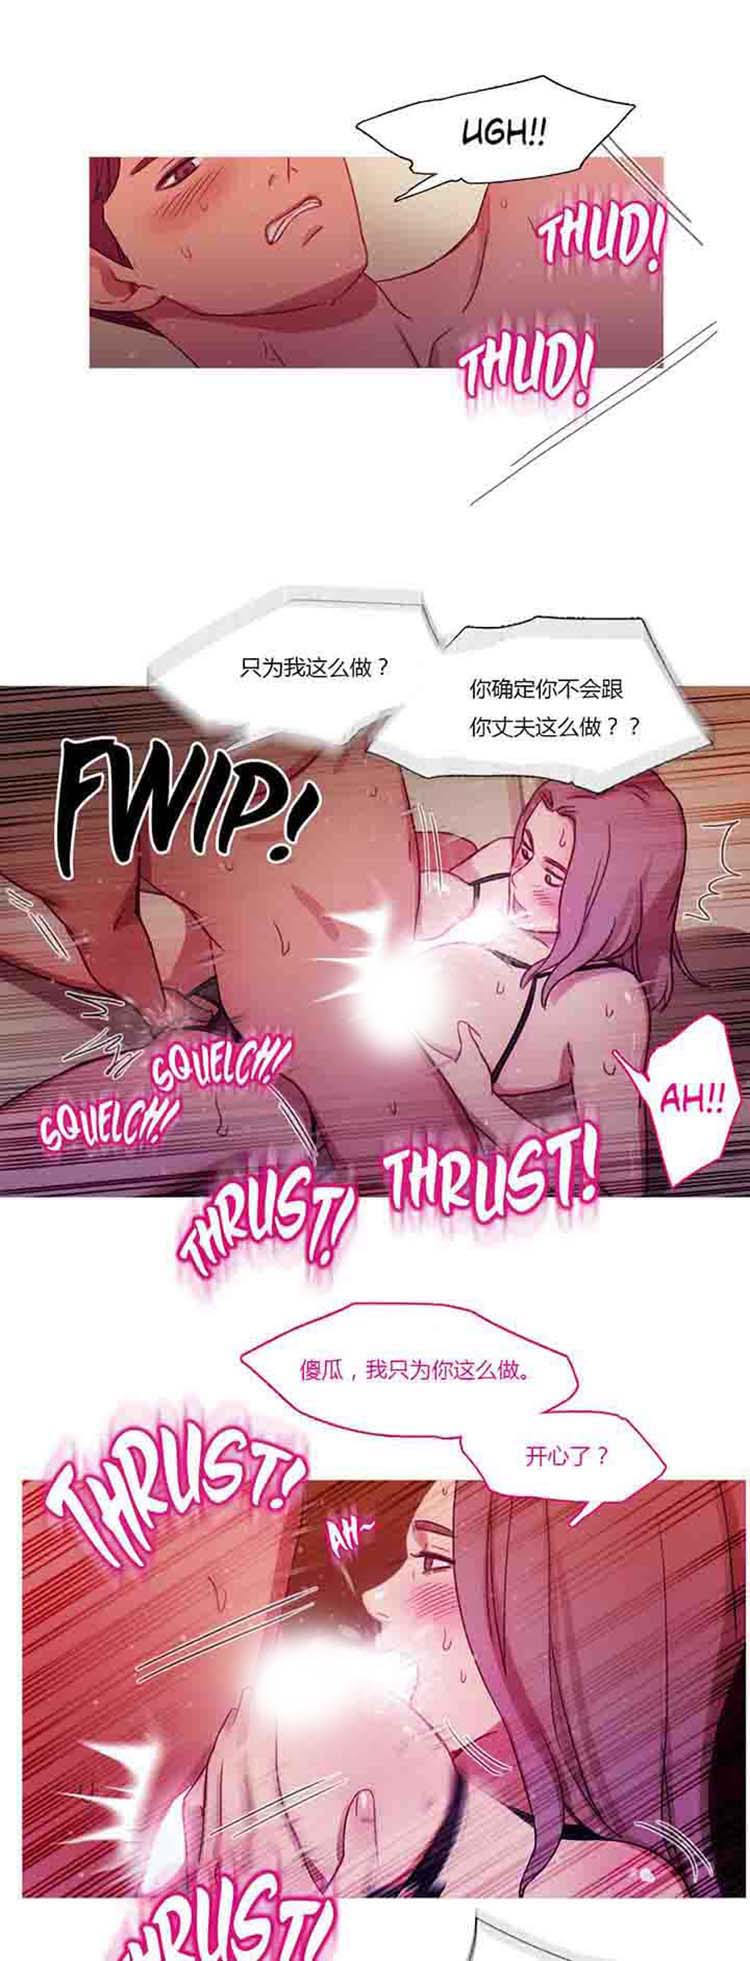 UGH!!
THUD!
THUD!
只为我这么做？
你确定你不会跟
你丈夫这么做？？
FWIP!
SQUELCH!
SQUELCH!
AH!!
THRUST!
THRUST!
傻瓜，我只为你这么做。
开心了？
THRUST!
AH~
THRUST!